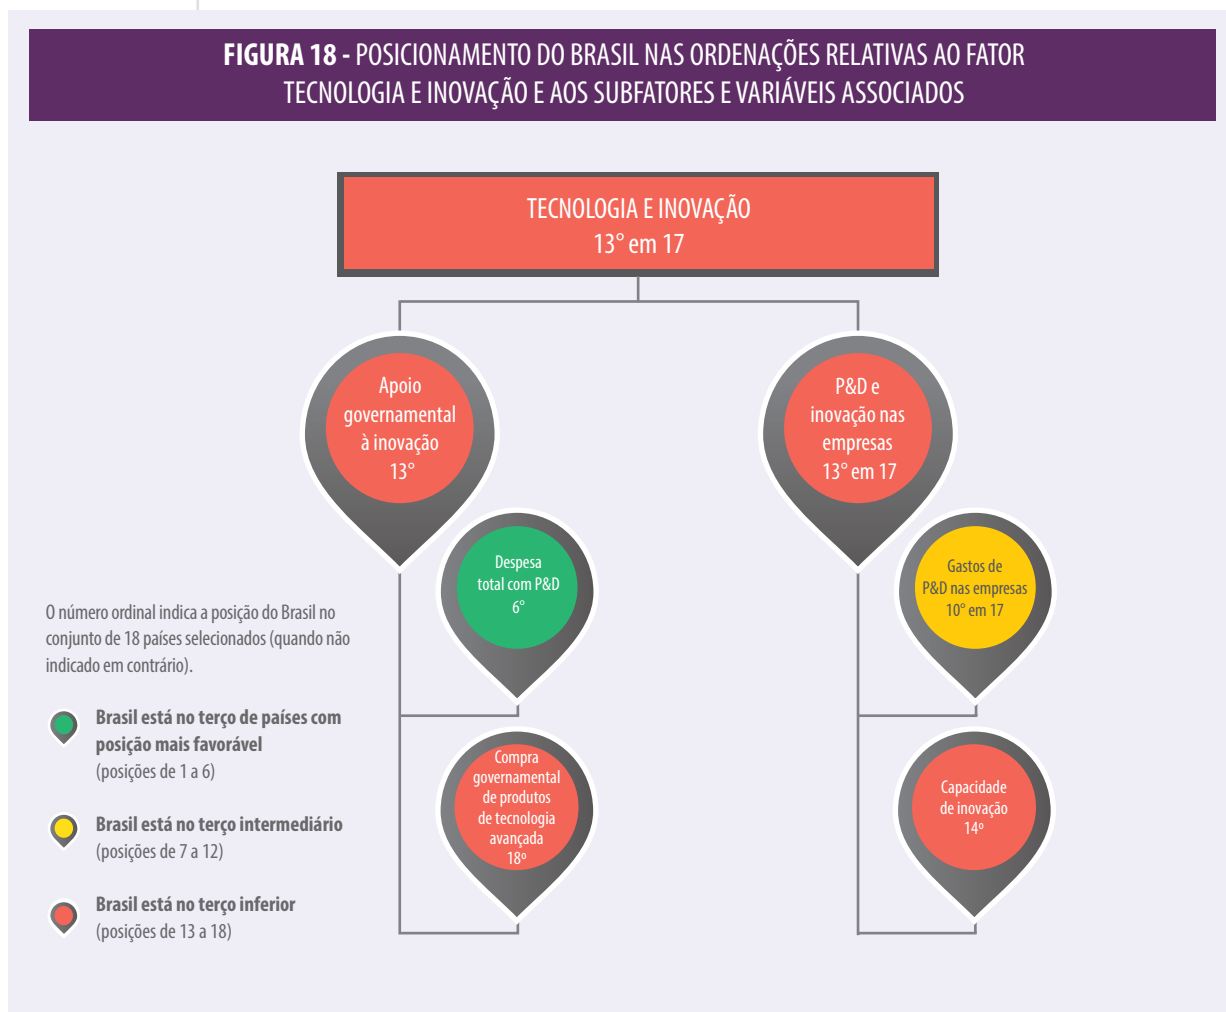 FIGURA 18 - POSICIONAMENTO DO BRASIL NAS ORDENAÇÕES RELATIVAS AO FATOR
TECNOLOGIA E INOVAÇÃO E AOS SUBFATORES E VARIÁVEIS ASSOCIADOS
TECNOLOGIA E INOVAÇÃO
13° em 17
Apoio
governamental
à inovação
13°
P&D e
inovação nas
empresas
13° em 17
Despesa
total com P&D
6°
Gastos de
P&D nas empresas
10° em 17
Compra
governamental
de produtos
de tecnologia
avançada
18º
Capacidade
de inovação
14º
O número ordinal indica a posição do Brasil no
conjunto de 18 países selecionados (quando não
indicado em contrário).
Brasil está no terço de países com
posição mais favorável
(posições de 1 a 6)
Brasil está no terço intermediário
(posições de 7 a 12)
Brasil está no terço inferior
(posições de 13 a 18)